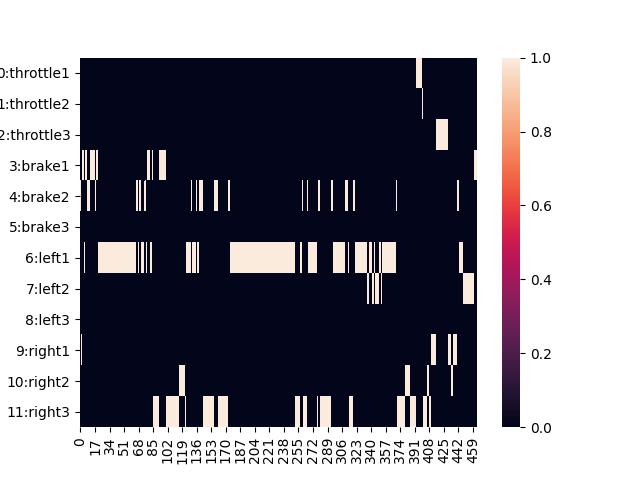 0:throttle1
1:throttle2
2:throttle3
3:brake1
4:brake2
5:brake3
6:left1
7:left2
8:left3
9:right1
10:right2
11:right3
0 17 34 51 68 85 102 119 136 153 170 187 204 221 238 255 272 289 306 323 340 357 374 391 408 425 442 459
1.0
0.8
0.6
0.4
0.2
0.0